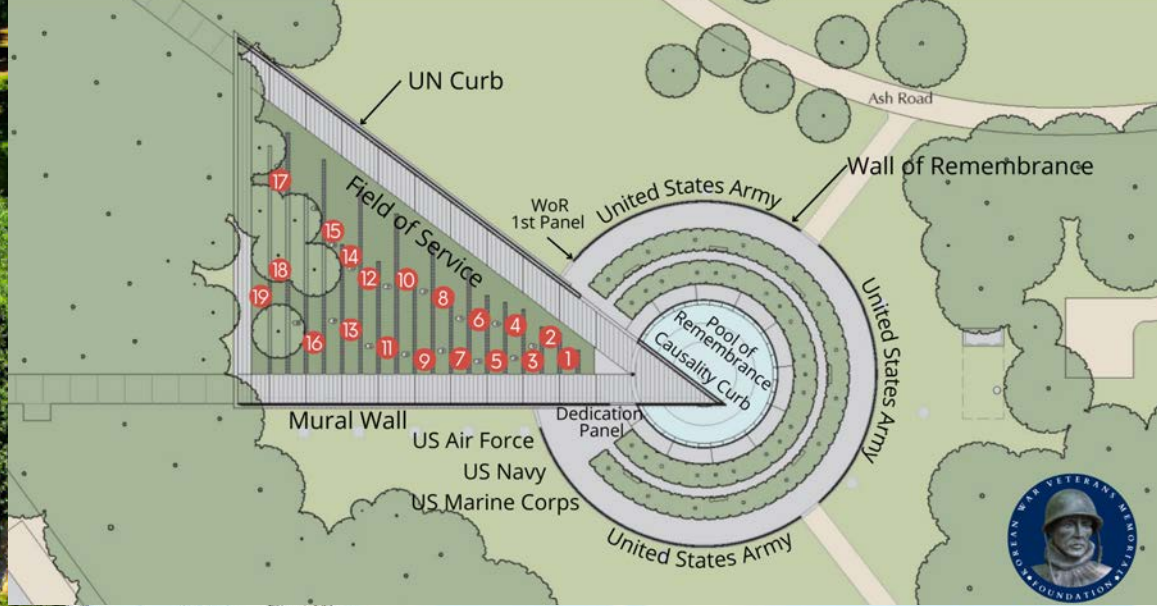 UN Curb
Ash Road
Wall of Remembrance
United States Army
WoR
1st Panel
17
Field of Service
15
14
12
10
18
19
8
6
4
2
16
13
11
9
7
5
3
1
Pool of
Remembrance
Causality Curb
United States Army
Mural Wall
Dedication
Panel
US Air Force
US Navy
US Marine Corps
United States Army
KOREAN WAR VETERANS MEMORIAL
FOUNDATION